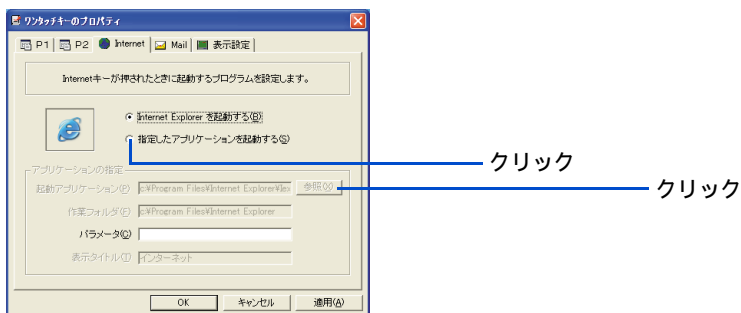 ワンタッチキーのプロパティ
P1 P2 Internet Mail 表示設定
Internetキーが押されたときに起動するプログラムを設定します。
Internet Explorer を起動する(B)
指定したアプリケーションを起動する(S)
クリック
アプリケーションの指定
起動アプリケーション(P) c:¥Program Files¥Internet Explorer¥Iex 参照(X)
クリック
作業フォルダ(F) c:¥Program Files¥Internet Explorer
パラメータ(C)
表示タイトル(T) インターネット
OK キャンセル 適用(A)